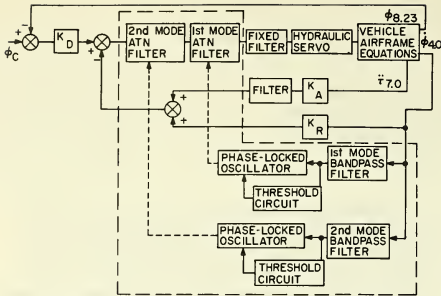 ϕ8.23
ϕ̇4.0
ϕC
KD
2nd MODE
ATN
FILTER
1st MODE
ATN
FILTER
FIXED
FILTER
HYDRAULIC
SERVO
VEHICLE
AIRFRAME
EQUATIONS
FILTER
KA
τ̈7.0
KR
PHASE-LOCKED
OSCILLATOR
1st MODE
BANDPASS
FILTER
THRESHOLD
CIRCUIT
PHASE-LOCKED
OSCILLATOR
2nd MODE
BANDPASS
FILTER
THRESHOLD
CIRCUIT